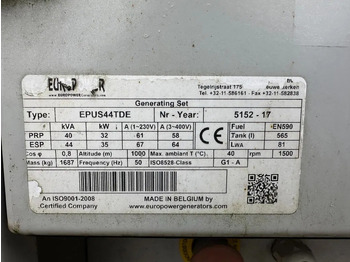 EUROPOWER
Tegelrijstraat 175
Tel. +32-11-586161 - Fax +32-11-582838
Generating Set
Type: EPUS44TDE Nr - Year: 5152 - 17
kVA kW A (1~230V) A (3~400V) Fuel EN590
PRP 40 32 61 58 Tank (l) 565
ESP 44 35 67 64 LWA 81
Cos φ 0,8 Altitude (m) 1000 Max. ambient T (°C.) 40 rpm 1500
Mass (kg) 1687 Frequency (Hz) 50 ISO8528-Class G1 - A
An ISO9001-2008
Certified Company
MADE IN BELGIUM by
www.europowergenerators.com